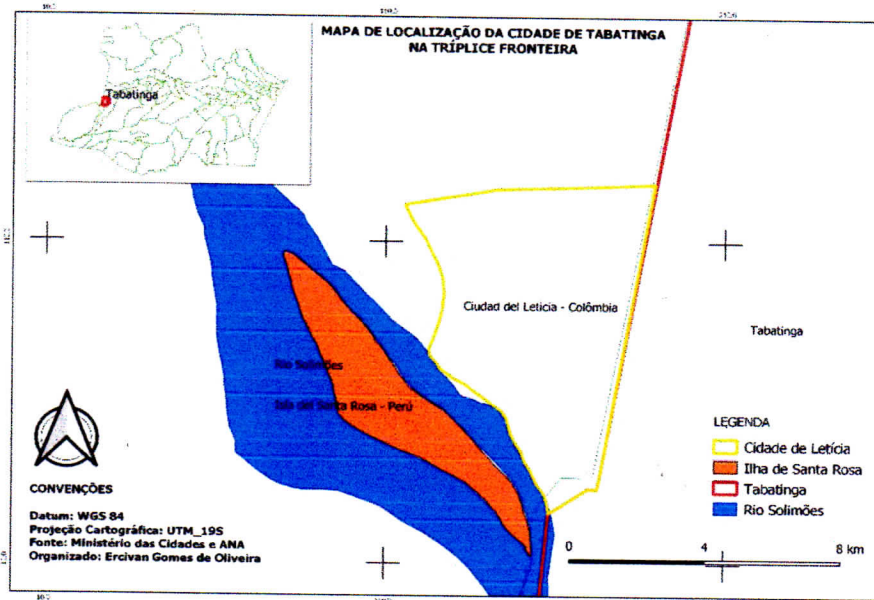 MAPA DE LOCALIZAÇÃO DA CIDADE DE TABATINGA
NA TRÍPLICE FRONTEIRA
Tabatinga
Ciudad del Leticia - Colômbia
Tabatinga
Rio Solimões
Isla del Santa Rosa - Perú
LEGENDA
Cidade de Letícia
Ilha de Santa Rosa
Tabatinga
Rio Solimões
CONVENÇÕES
Datum: WGS 84
Projeção Cartográfica: UTM_19S
Fonte: Ministério das Cidades e ANA
Organizado: Ercivan Gomes de Oliveira
0 4 8 km